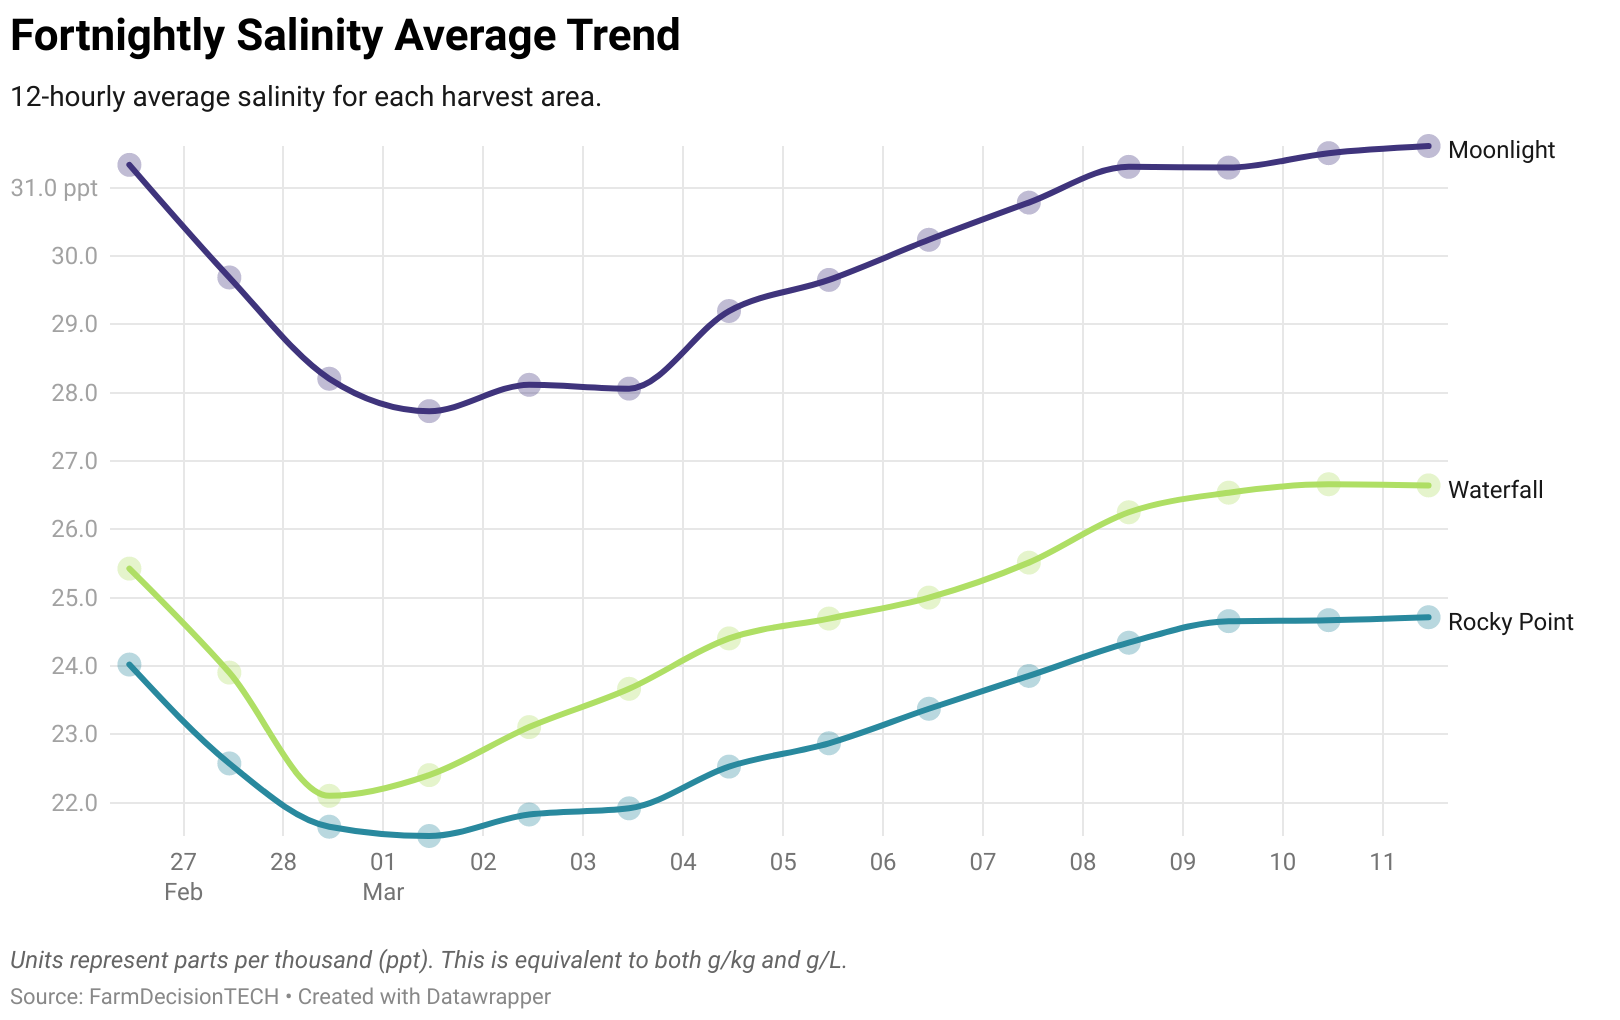 Fortnightly Salinity Average Trend
12-hourly average salinity for each harvest area.
Moonlight
31.0 ppt
30.0
29.0
28.0
27.0
Waterfall
26.0
25.0
Rocky Point
24.0
23.0
22.0
27 28 01 02 03 04 05 06 07 08 09 10 11
Feb Mar
Units represent parts per thousand (ppt). This is equivalent to both g/kg and g/L.
Source: FarmDecisionTECH • Created with Datawrapper